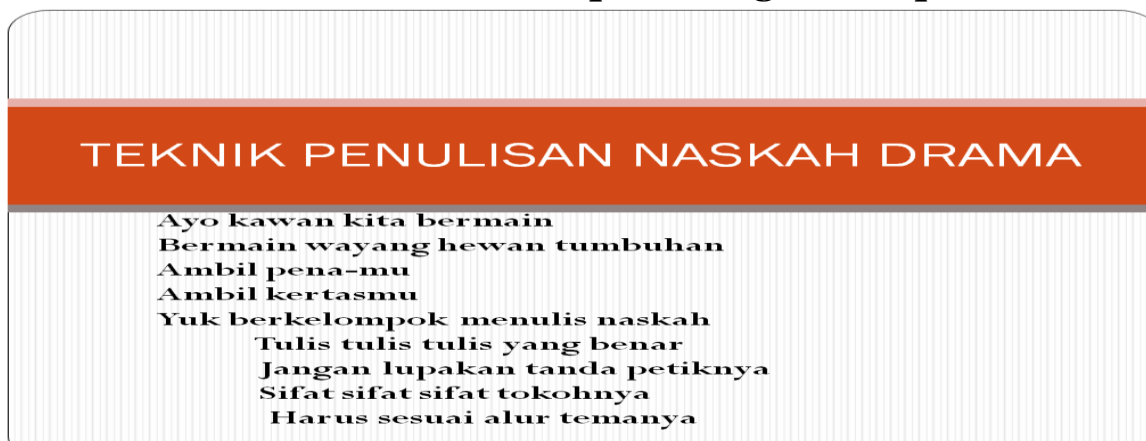 TEKNIK PENULISAN NASKAH DRAMA
Ayo kawan kita bermain
Bermain wayang hewan tumbuhan
Ambil pena-mu
Ambil kertasmu
Yuk berkelompok menulis naskah
Tulis tulis tulis yang benar
Jangan lupakan tanda petiknya
Sifat sifat sifat tokohnya
Harus sesuai alur temanya